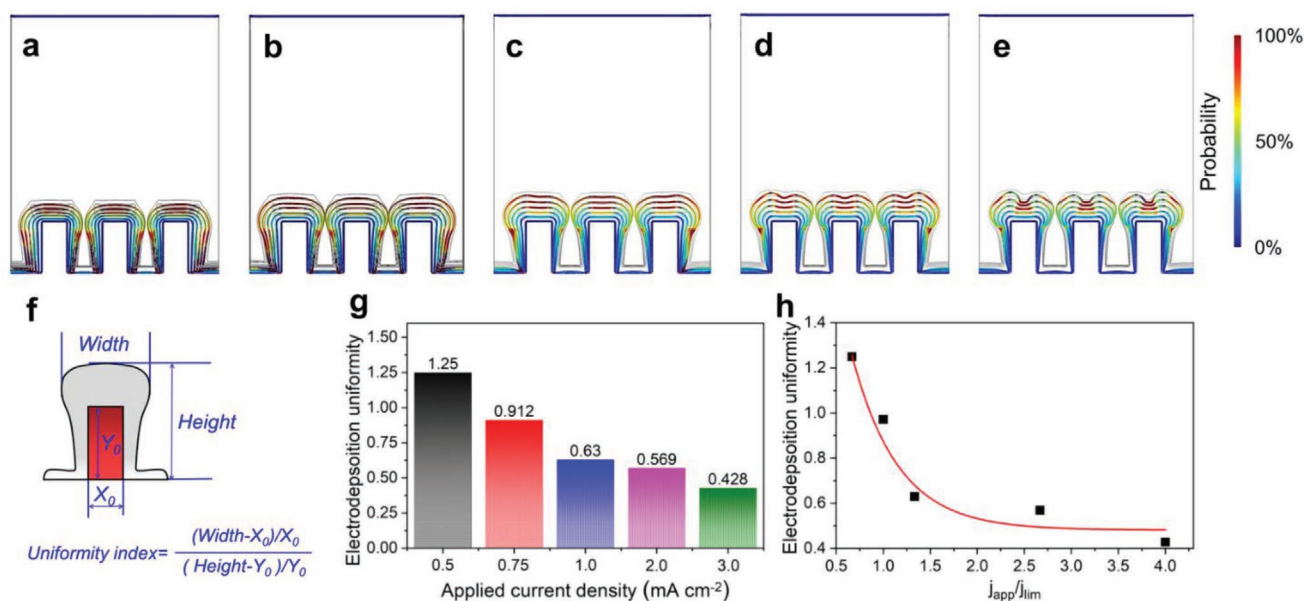 a
b
c
d
e
100%
50%
0%
Probability
f
Width
Height
Y0
X0
Uniformity index= (Width-X0)/X0
( Height-Y0 )/Y0
g
Electrodepsoition uniformity
1.50
1.25
1.00
0.75
0.50
0.25
0.00
1.25
0.912
0.63
0.569
0.428
0.5 0.75 1.0 2.0 3.0
Applied current density (mA cm-2)
h
Electrodepsoition uniformity
1.4
1.2
1.0
0.8
0.6
0.4
0.5 1.0 1.5 2.0 2.5 3.0 3.5 4.0
japp/jlim